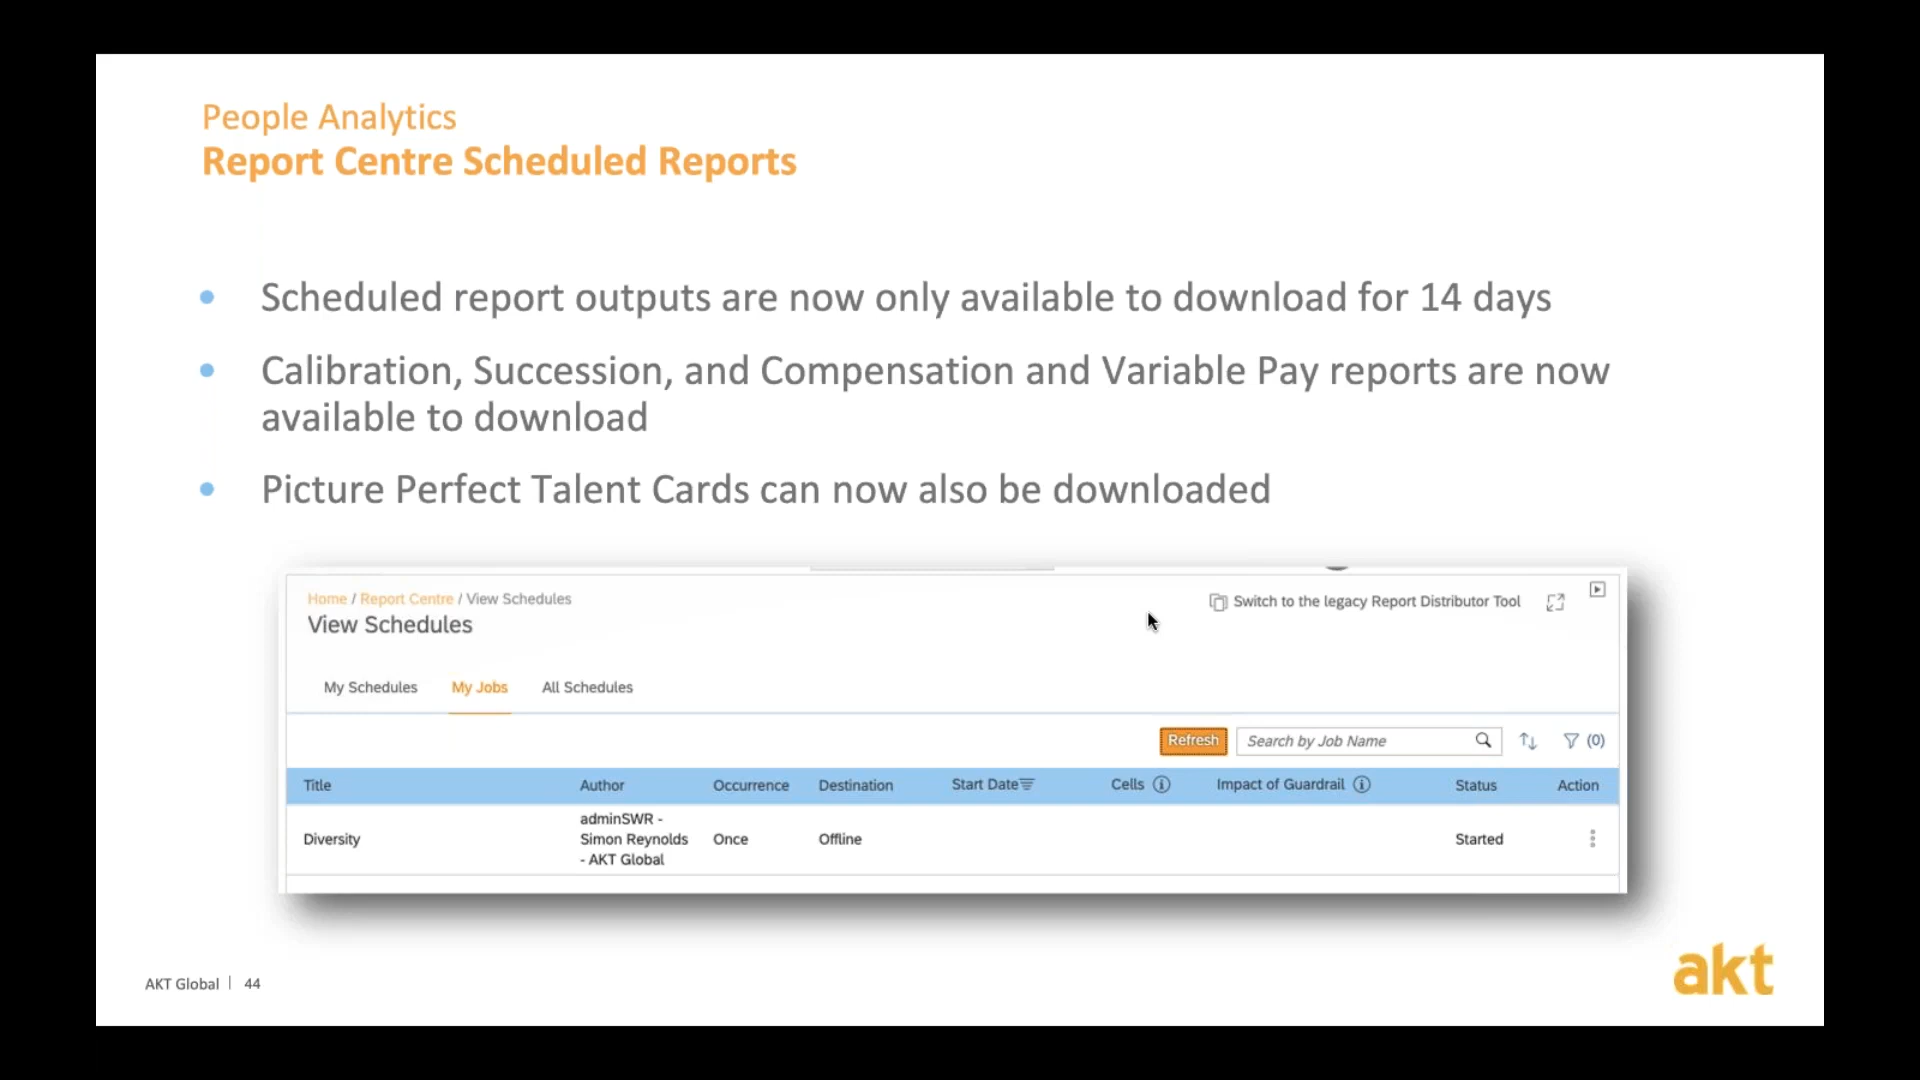 People Analytics
Report Centre Scheduled Reports
Scheduled report outputs are now only available to download for 14 days
Calibration, Succession, and Compensation and Variable Pay reports are now
available to download
Picture Perfect Talent Cards can now also be downloaded
Home / Report Centre / View Schedules
Switch to the legacy Report Distributor Tool
View Schedules
My Schedules My Jobs All Schedules
Refresh Search by Job Name (0)
Title Author Occurrence Destination Start Date Cells Impact of Guardrail Status Action
adminSWR -
Diversity Simon Reynolds Once Offline Started
- AKT Global
AKT Global | 44
akt